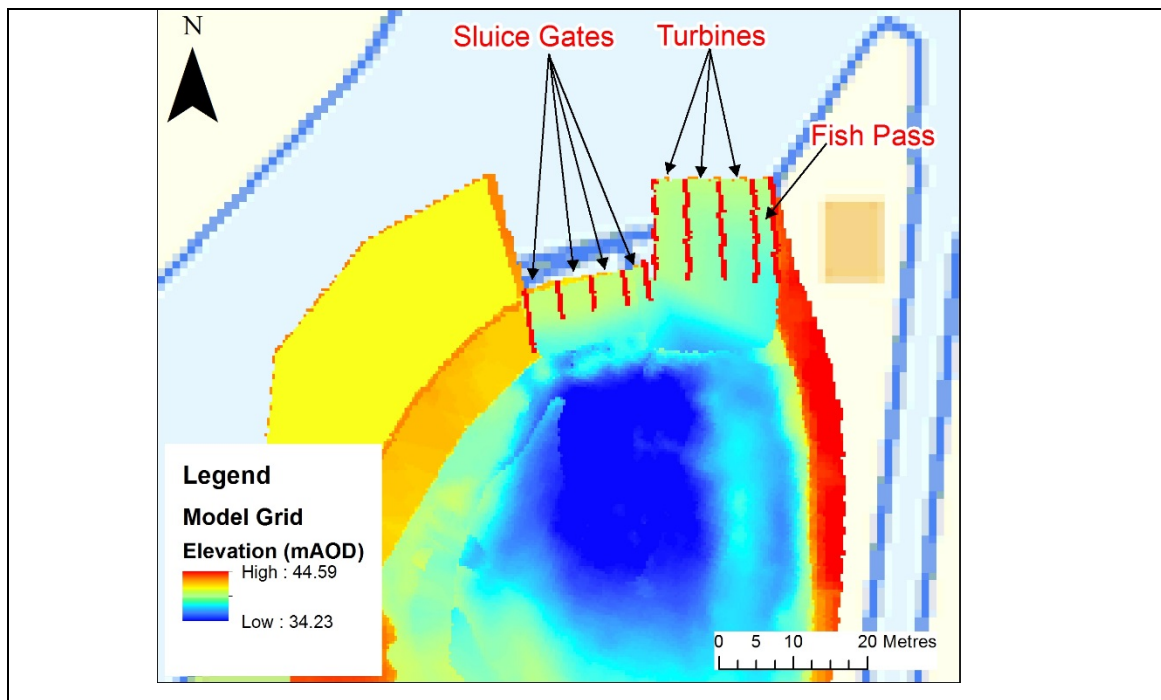 N
Sluice Gates
Turbines
Fish Pass
Legend
Model Grid
Elevation (mAOD)
High : 44.59
Low : 34.23
0 5 10 20 Metres